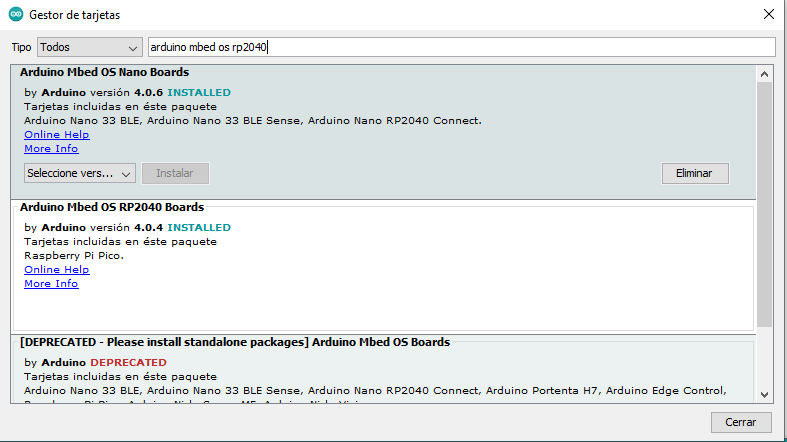 Gestor de tarjetas
Tipo Todos arduino mbed os rp2040
Arduino Mbed OS Nano Boards
by Arduino versión 4.0.6 INSTALLED
Tarjetas incluidas en éste paquete
Arduino Nano 33 BLE, Arduino Nano 33 BLE Sense, Arduino Nano RP2040 Connect.
Online Help
More Info
Seleccione vers... Instalar Eliminar
Arduino Mbed OS RP2040 Boards
by Arduino versión 4.0.4 INSTALLED
Tarjetas incluidas en éste paquete
Raspberry Pi Pico.
Online Help
More Info
[DEPRECATED - Please install standalone packages] Arduino Mbed OS Boards
by Arduino DEPRECATED
Tarjetas incluidas en éste paquete
Arduino Nano 33 BLE, Arduino Nano 33 BLE Sense, Arduino Nano RP2040 Connect, Arduino Portenta H7, Arduino Edge Control,
Cerrar